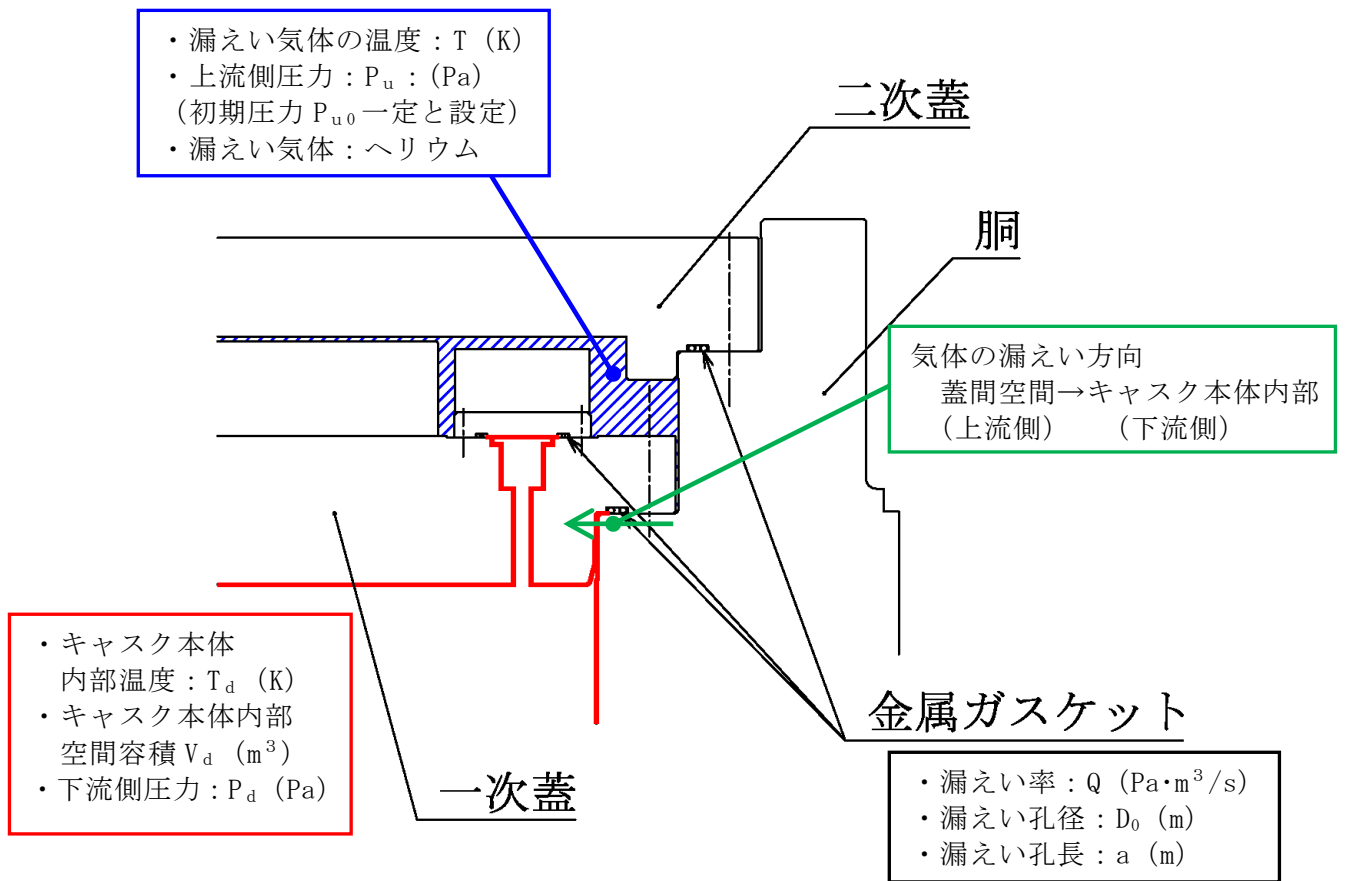 ・漏えい気体の温度：T (K)
・上流側圧力：Pᵤ：(Pa)
（初期圧力 Pᵤ₀一定と設定）
・漏えい気体：ヘリウム
二次蓋
胴
気体の漏えい方向
蓋間空間→キャスク本体内部
（上流側）　（下流側）
・キャスク本体
内部温度：T_d (K)
・キャスク本体内部
空間容積 V_d (m³)
・下流側圧力：P_d (Pa)
一次蓋
金属ガスケット
・漏えい率：Q (Pa･m³/s)
・漏えい孔径：D₀ (m)
・漏えい孔長：a (m)